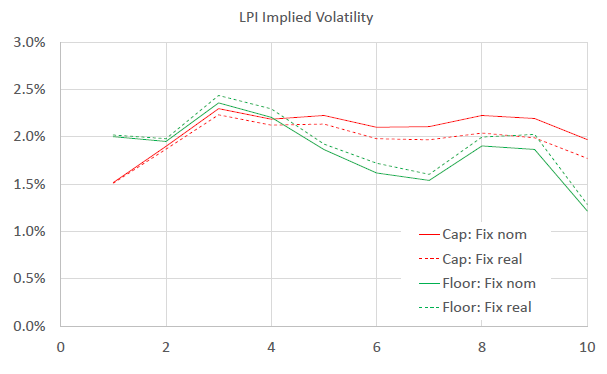 LPI Implied Volatility
3.0%
2.5%
2.0%
1.5%
1.0%
0.5%
0.0%
Cap: Fix nom
Cap: Fix real
Floor: Fix nom
Floor: Fix real
0 2 4 6 8 10